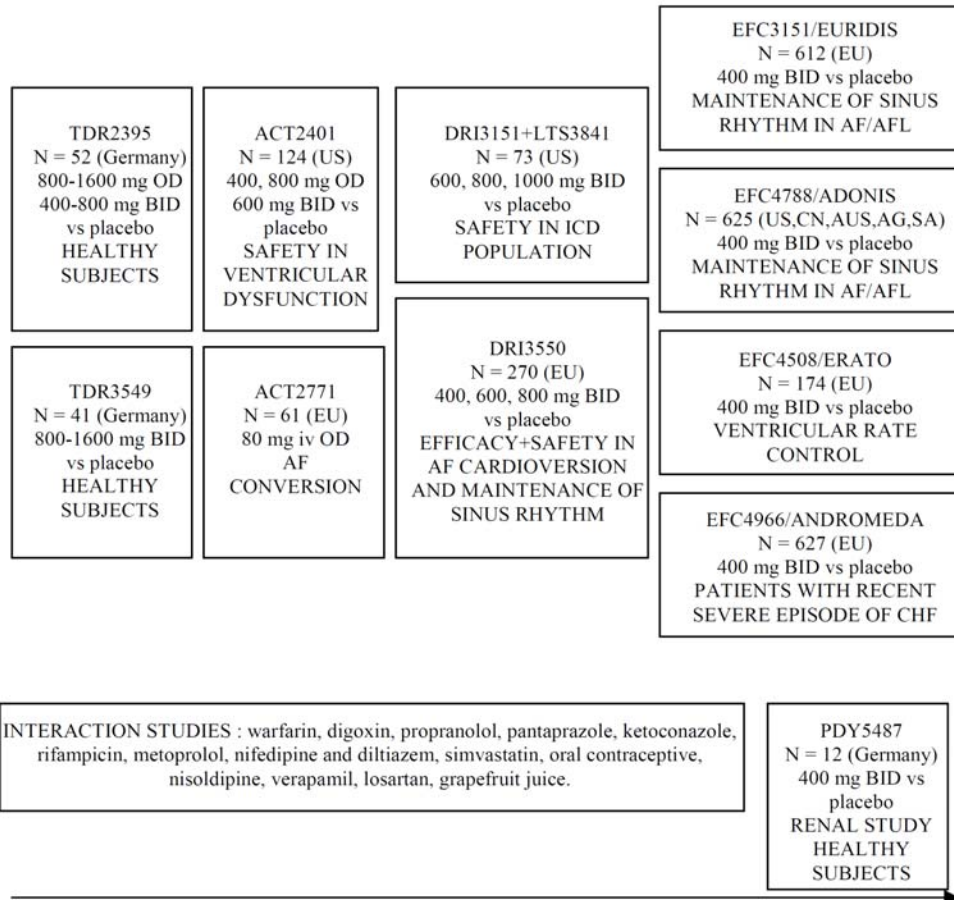 TDR2395
N = 52 (Germany)
800-1600 mg OD
400-800 mg BID
vs placebo
HEALTHY
SUBJECTS
TDR3549
N = 41 (Germany)
800-1600 mg BID
vs placebo
HEALTHY
SUBJECTS
ACT2401
N = 124 (US)
400, 800 mg OD
600 mg BID vs
placebo
SAFETY IN
VENTRICULAR
DYSFUNCTION
ACT2771
N = 61 (EU)
80 mg iv OD
AF
CONVERSION
DRI3151+LTS3841
N = 73 (US)
600, 800, 1000 mg BID
vs placebo
SAFETY IN ICD
POPULATION
DRI3550
N = 270 (EU)
400, 600, 800 mg BID
vs placebo
EFFICACY+SAFETY IN
AF CARDIOVERSION
AND MAINTENANCE OF
SINUS RHYTHM
EFC3151/EURIDIS
N = 612 (EU)
400 mg BID vs placebo
MAINTENANCE OF SINUS
RHYTHM IN AF/AFL
EFC4788/ADONIS
N = 625 (US,CN,AUS,AG,SA)
400 mg BID vs placebo
MAINTENANCE OF SINUS
RHYTHM IN AF/AFL
EFC4508/ERATO
N = 174 (EU)
400 mg BID vs placebo
VENTRICULAR RATE
CONTROL
EFC4966/ANDROMEDA
N = 627 (EU)
400 mg BID vs placebo
PATIENTS WITH RECENT
SEVERE EPISODE OF CHF
INTERACTION STUDIES : warfarin, digoxin, propranolol, pantaprazole, ketoconazole,
rifampicin, metoprolol, nifedipine and diltiazem, simvastatin, oral contraceptive,
nisoldipine, verapamil, losartan, grapefruit juice.
PDY5487
N = 12 (Germany)
400 mg BID vs
placebo
RENAL STUDY
HEALTHY
SUBJECTS